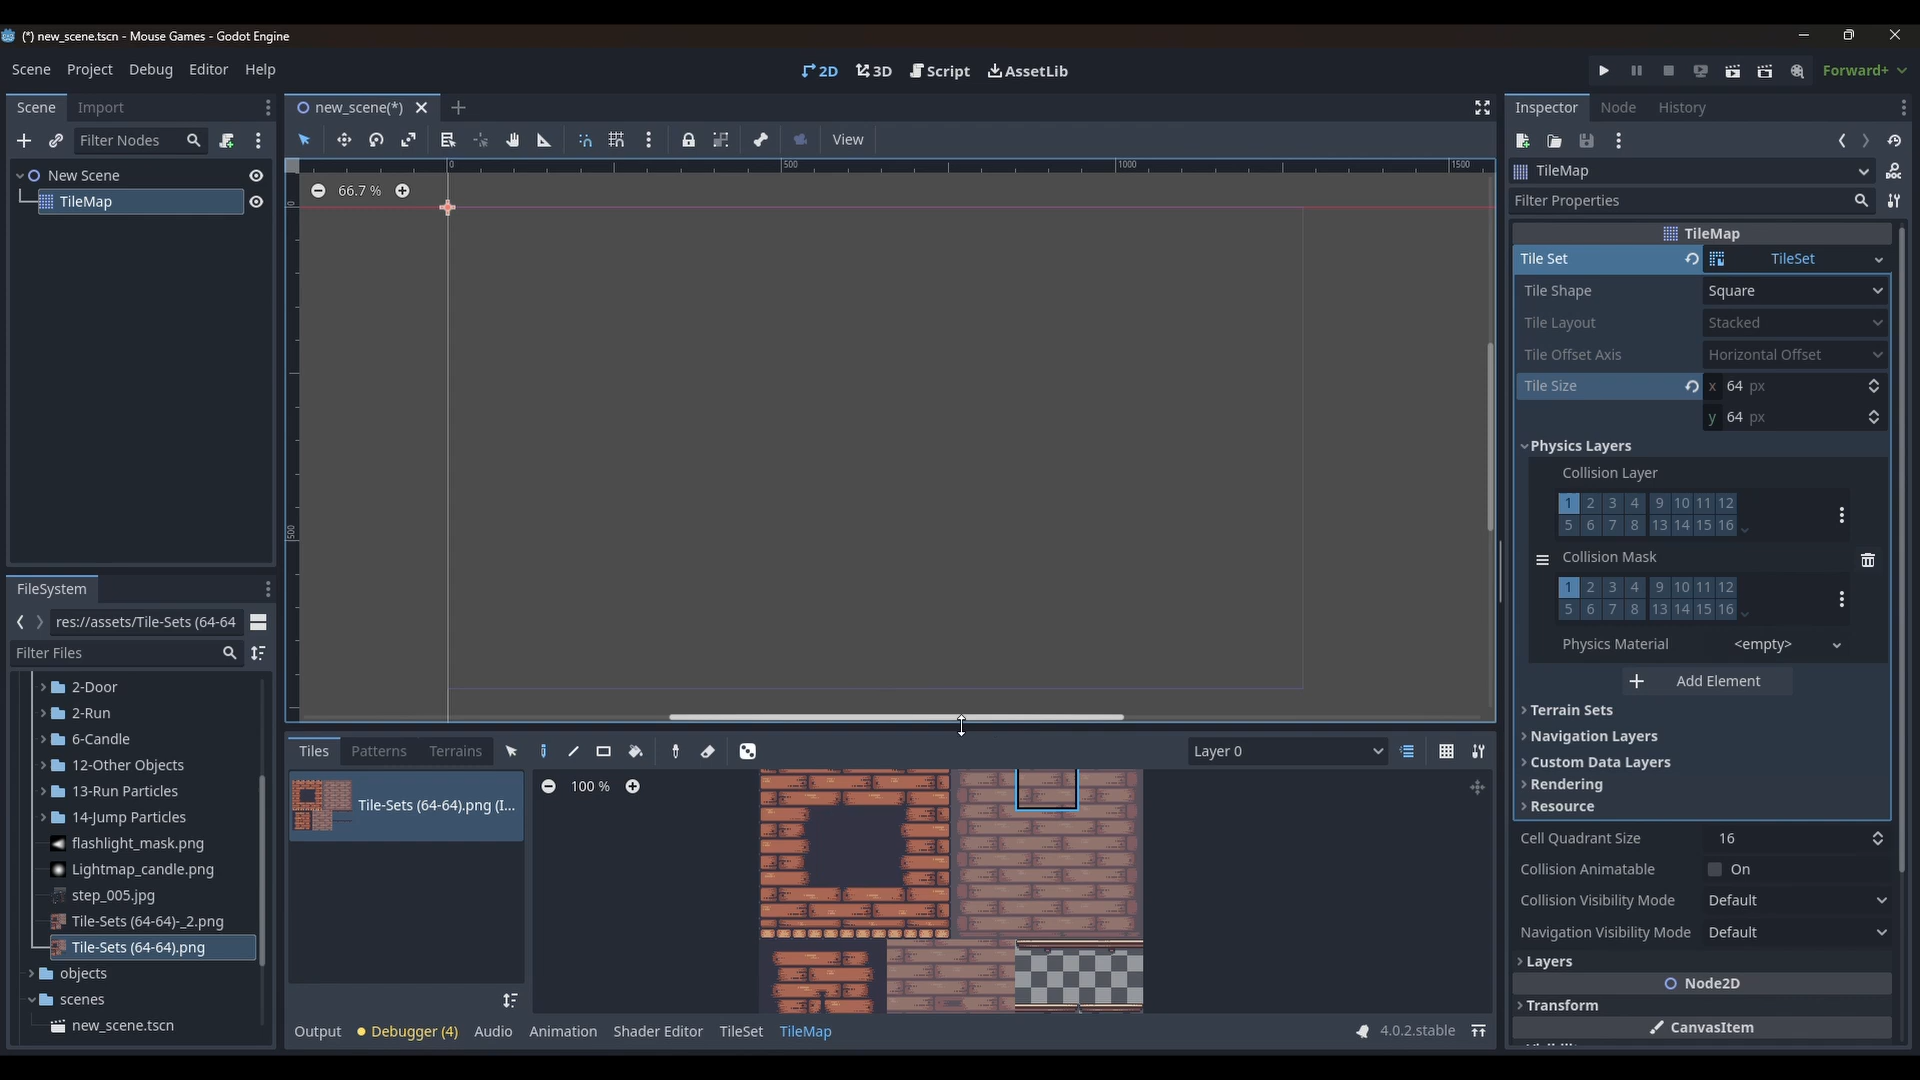 (*) new_scene.tscn - Mouse Games - Godot Engine
Scene Project Debug Editor Help
2D 3D Script AssetLib
Forward+
Scene Import
Filter Nodes
New Scene
TileMap
new_scene(*)
View
0 500 1000 1500
66.7 %
0
500
Inspector Node History
TileMap
Filter Properties
TileMap
Tile Set TileSet
Tile Shape Square
Tile Layout Stacked
Tile Offset Axis Horizontal Offset
Tile Size x 64 px
y 64 px
Physics Layers
Collision Layer
1 2 3 4 9 10 11 12
5 6 7 8 13 14 15 16
Collision Mask
1 2 3 4 9 10 11 12
5 6 7 8 13 14 15 16
Physics Material <empty>
Add Element
Terrain Sets
Navigation Layers
Custom Data Layers
Rendering
Resource
Cell Quadrant Size 16
Collision Animatable On
Collision Visibility Mode Default
Navigation Visibility Mode Default
Layers
Node2D
Transform
CanvasItem
FileSystem
res://assets/Tile-Sets (64-64
Filter Files
2-Door
2-Run
6-Candle
12-Other Objects
13-Run Particles
14-Jump Particles
flashlight_mask.png
Lightmap_candle.png
step_005.jpg
Tile-Sets (64-64)-_2.png
Tile-Sets (64-64).png
objects
scenes
new_scene.tscn
Tiles Patterns Terrains
Layer 0
Tile-Sets (64-64).png (I...
100 %
Output Debugger (4) Audio Animation Shader Editor TileSet TileMap
4.0.2.stable